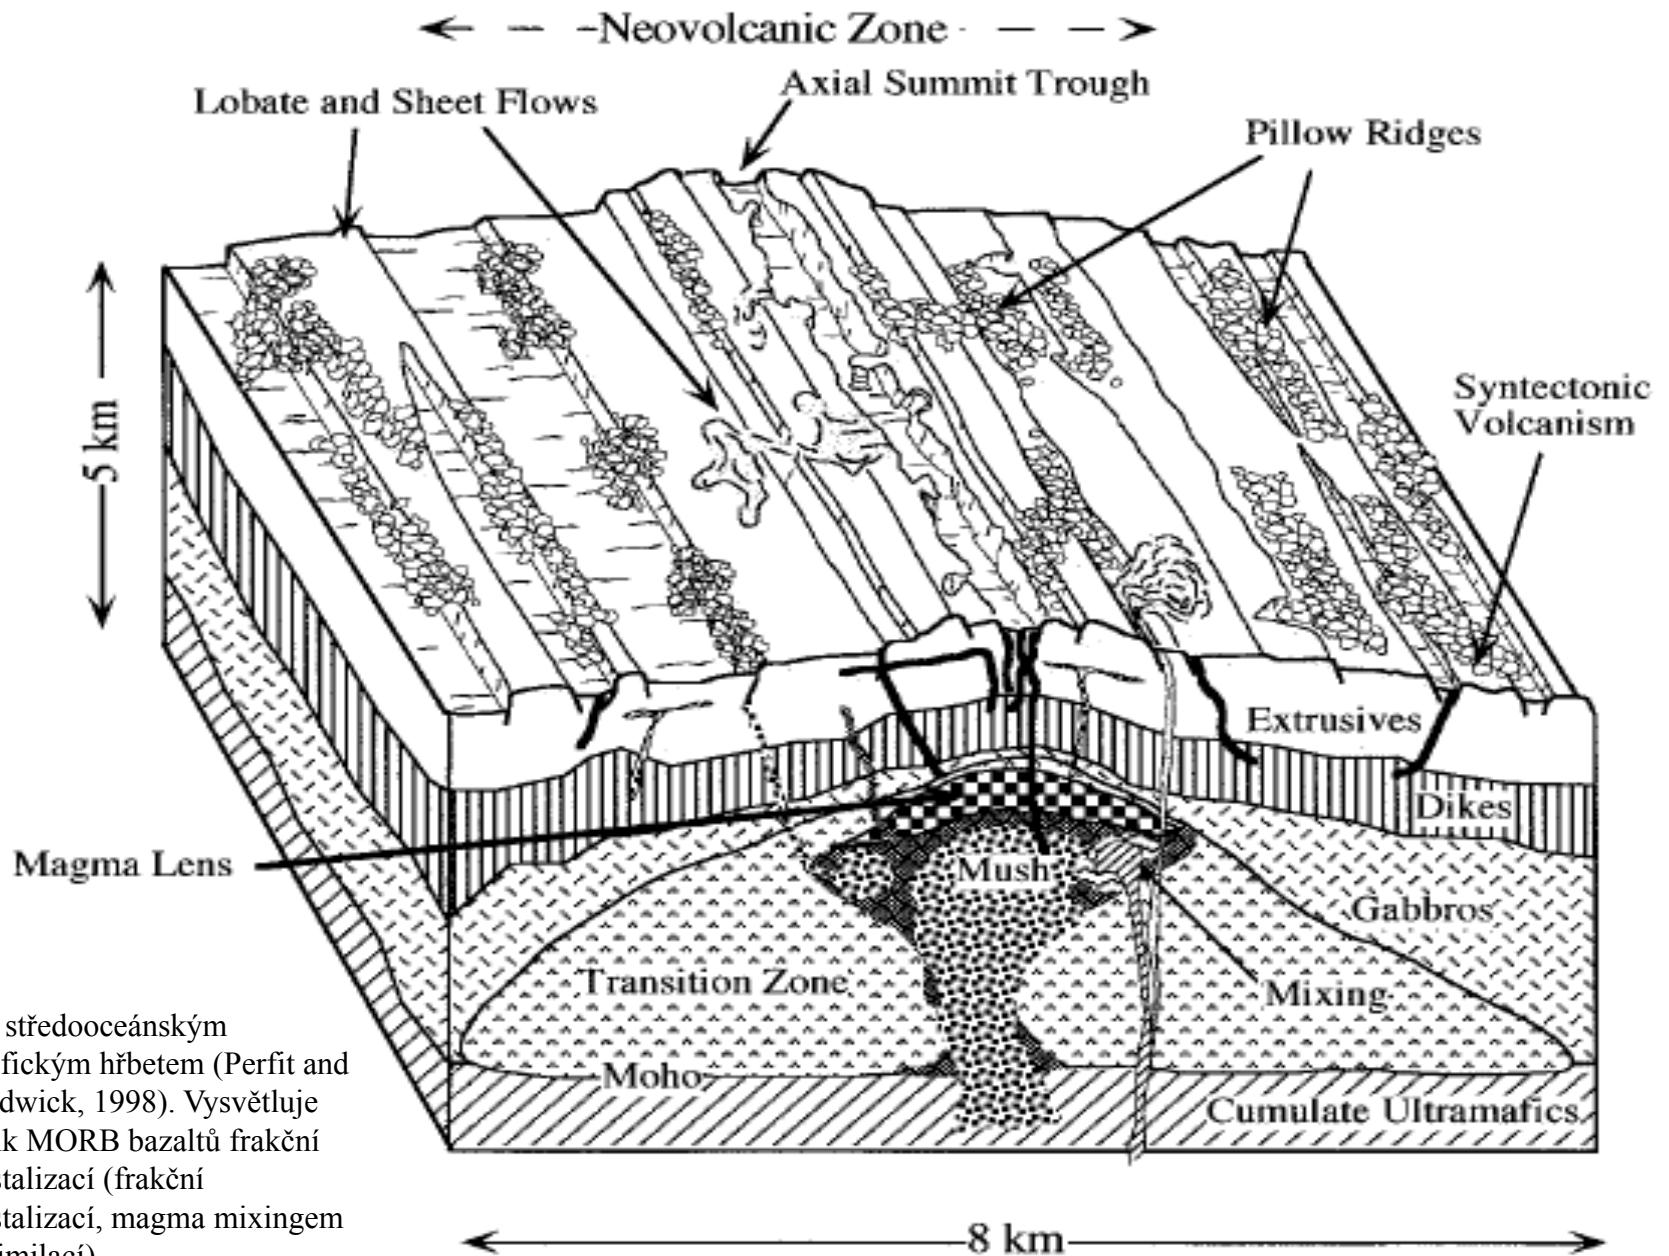 Neovolcanic Zone
Axial Summit Trough
Lobate and Sheet Flows
Pillow Ridges
5 km
Syntectonic
Volcanism
Extrusives
Dikes
Magma Lens
Mush
Gabbros
Transition Zone
Mixing
Moho
Cumulate Ultramafics
8 km
středooceánským
fickým hřbetem (Perfit and
dwick, 1998). Vysvětluje
k MORB bazaltů frakční
stalizací (frakční
stalizací, magma mixingem
imilací)